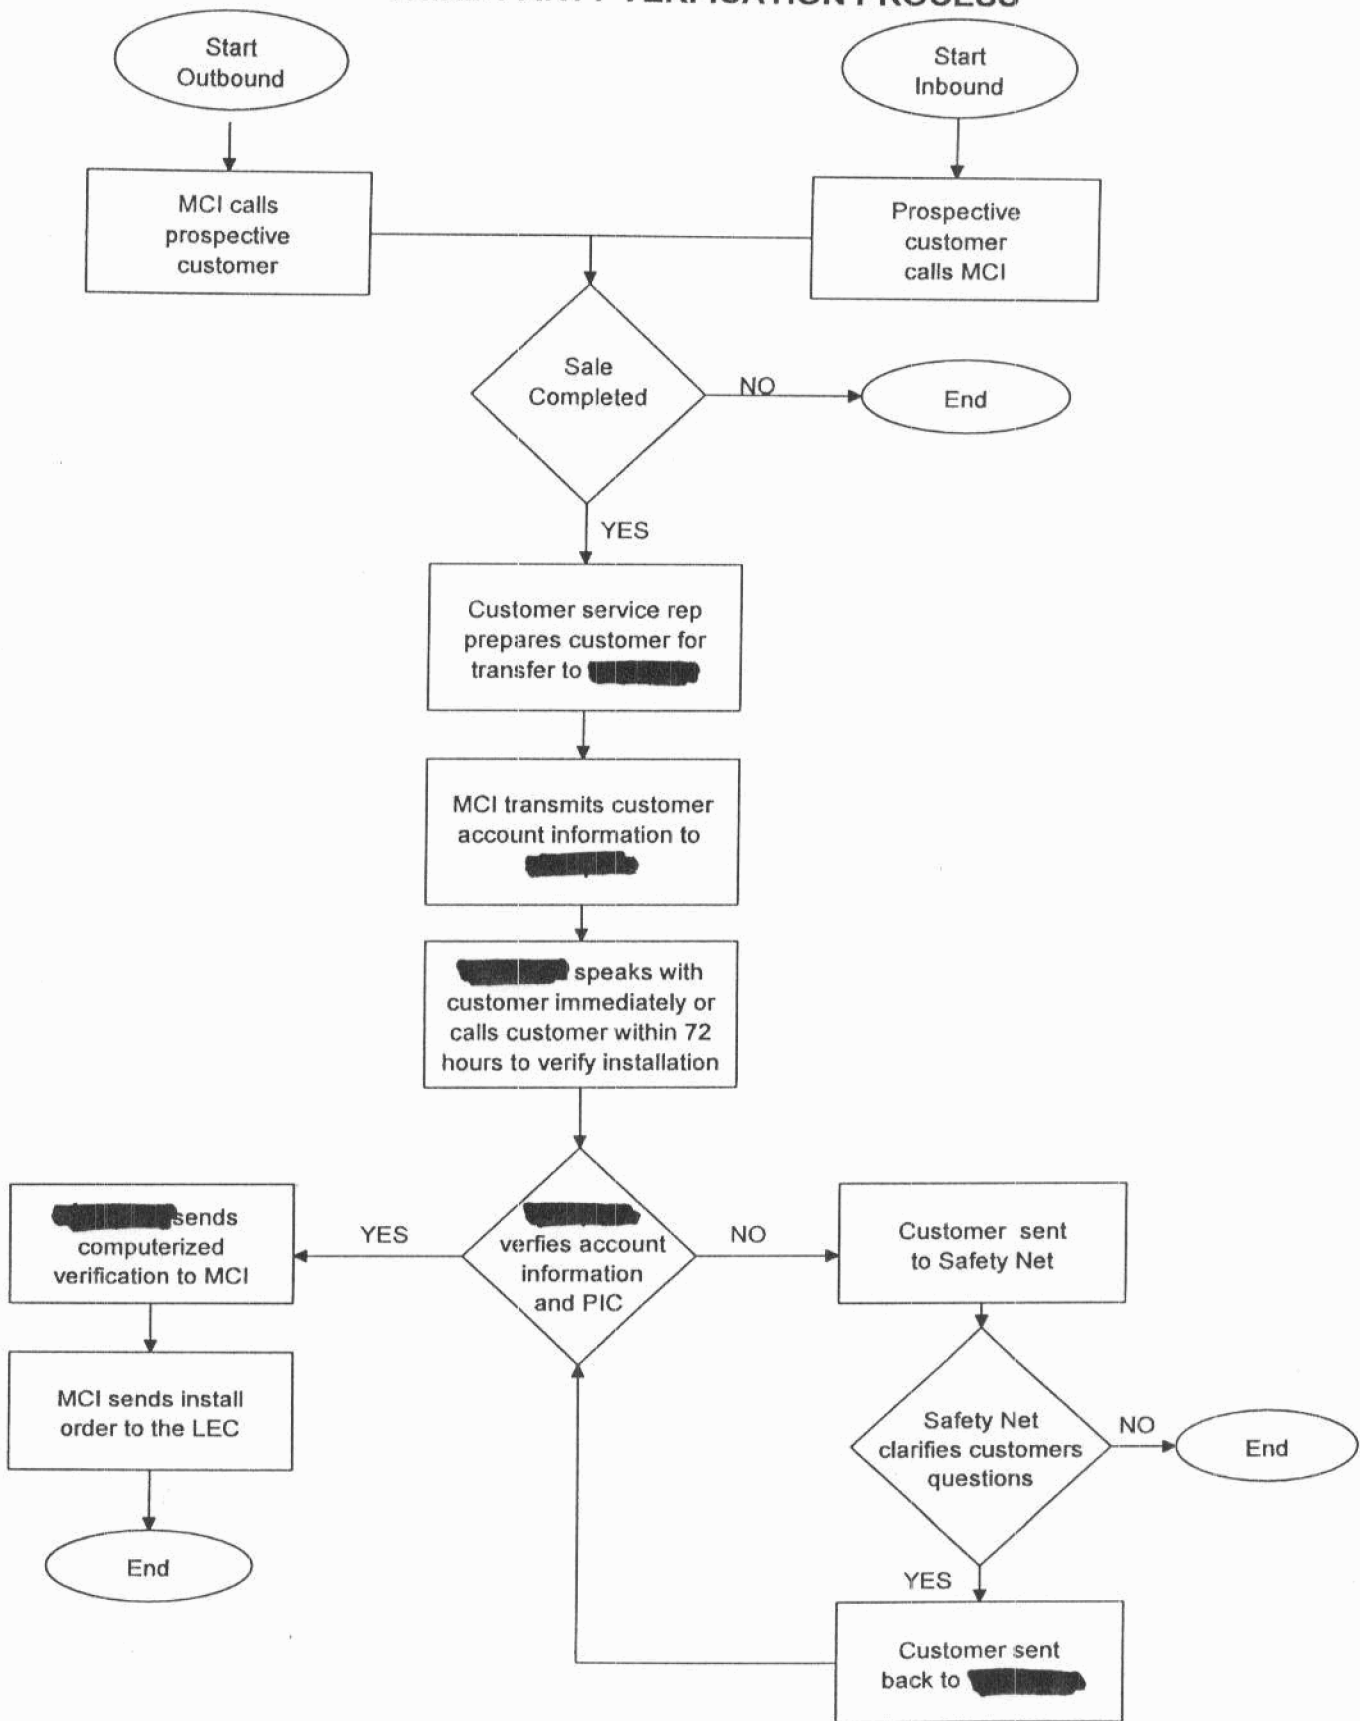 VERFICATION PROCESS
Start
Outbound
Start
Inbound
MCI calls
prospective
customer
Prospective
customer
calls MCI
Sale
Completed
NO
End
YES
Customer service rep
prepares customer for
transfer to
MCI transmits customer
account information to
speaks with
customer immediately or
calls customer within 72
hours to verify installation
sends
computerized
verification to MCI
YES
verfies account
information
and PIC
NO
Customer sent
to Safety Net
MCI sends install
order to the LEC
Safety Net
clarifies customers
questions
NO
End
End
YES
Customer sent
back to